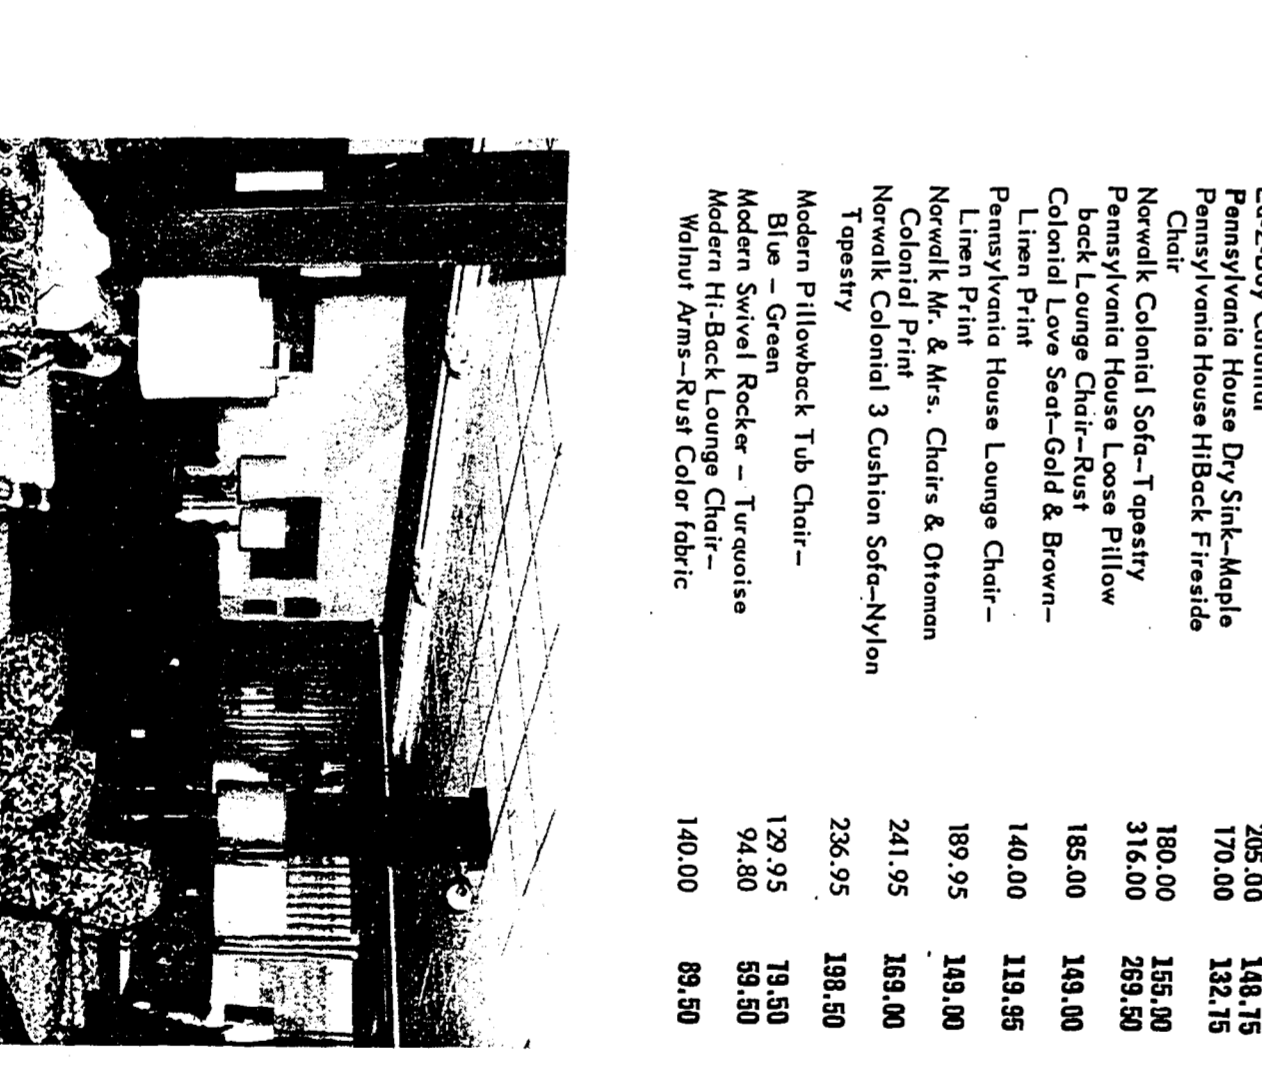 205.00 148.75
Pennsylvania House Dry Sink—Maple 170.00 132.75
Pennsylvania House HiBack Fireside
Chair 180.00 155.00
Norwalk Colonial Sofa—Tapestry 316.00 269.50
Pennsylvania House Loose Pillow
back Lounge Chair—Rust 185.00 149.00
Colonial Love Seat—Gold & Brown—
Linen Print 140.00 119.95
Pennsylvania House Lounge Chair—
Linen Print 189.95 149.00
Norwalk Mr. & Mrs. Chairs & Ottoman
Colonial Print 241.95 169.00
Norwalk Colonial 3 Cushion Sofa—Nylon
Tapestry 236.95 198.50
Modern Pillowback Tub Chair—
Blue — Green 129.95 79.50
Modern Swivel Rocker — Turquoise 94.80 59.50
Modern Hi-Back Lounge Chair—
Walnut Arms—Rust Color fabric 140.00 89.50